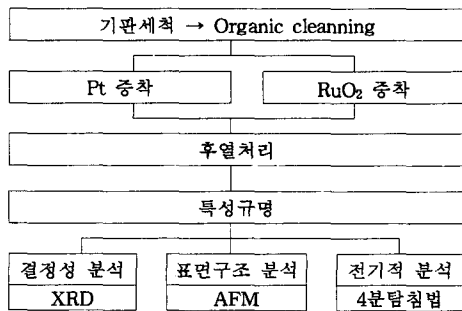 기판세척 → Organic cleanning
Pt 증착 RuO₂ 증착
후열처리
특성규명
결정성 분석 표면구조 분석 전기적 분석
XRD AFM 4분탐침법